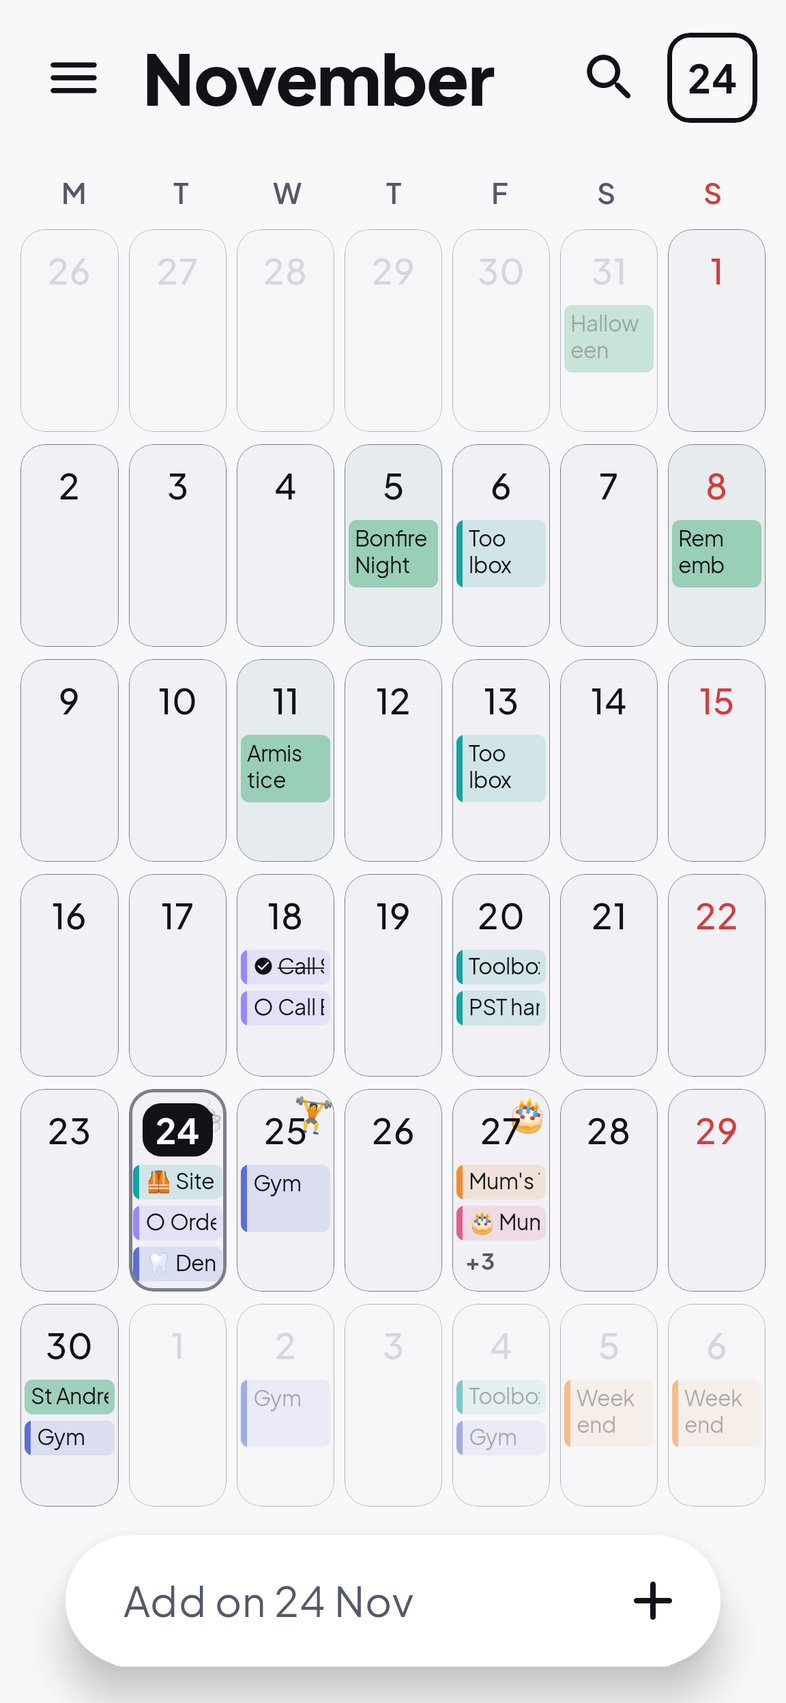 November 24
M T W T F S S
26 27 28 29 30 31 1
Hallow
een
2 3 4 5 6 7 8
Bonfire Too Rem
Night lbox emb
9 10 11 12 13 14 15
Armis Too
tice lbox
16 17 18 19 20 21 22
Call Toolbo
Call PST har
23 24 25 26 27 28 29
Site Gym Mum's
Orde Mun
Den +3
30 1 2 3 4 5 6
St Andre Gym Toolbo Week Week
Gym Gym end end
Add on 24 Nov